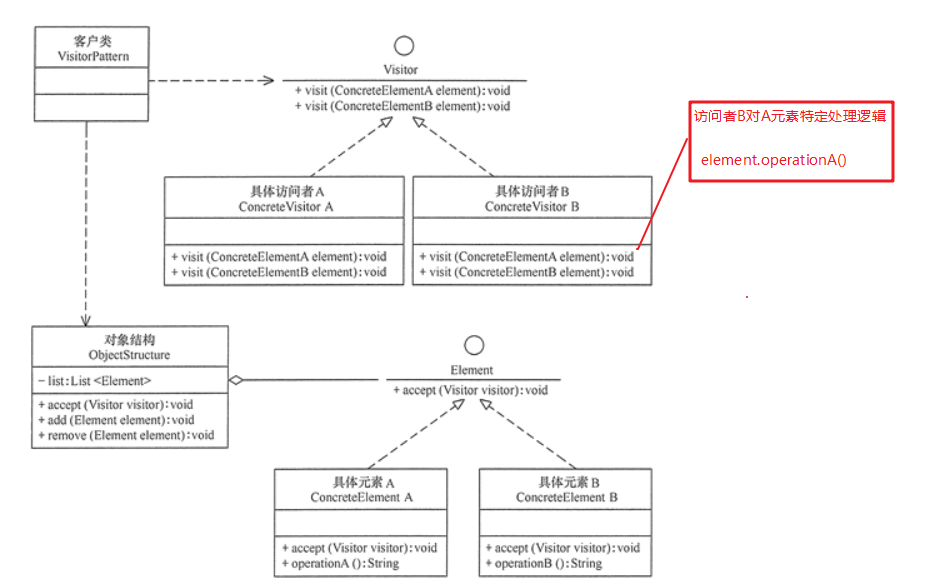 客户类
VisitorPattern
Visitor
+ visit (ConcreteElementA element):void
+ visit (ConcreteElementB element):void
访问者B对A元素特定处理逻辑
element.operationA()
具体访问者A
ConcreteVisitor A
+ visit (ConcreteElementA element):void
+ visit (ConcreteElementB element):void
具体访问者B
ConcreteVisitor B
+ visit (ConcreteElementA element):void
+ visit (ConcreteElementB element):void
对象结构
ObjectStructure
- list:List <Element>
+ accept (Visitor visitor):void
+ add (Element element):void
+ remove (Element element):void
Element
+ accept (Visitor visitor):void
具体元素A
ConcreteElement A
+ accept (Visitor visitor):void
+ operationA ():String
具体元素B
ConcreteElement B
+ accept (Visitor visitor):void
+ operationB ():String